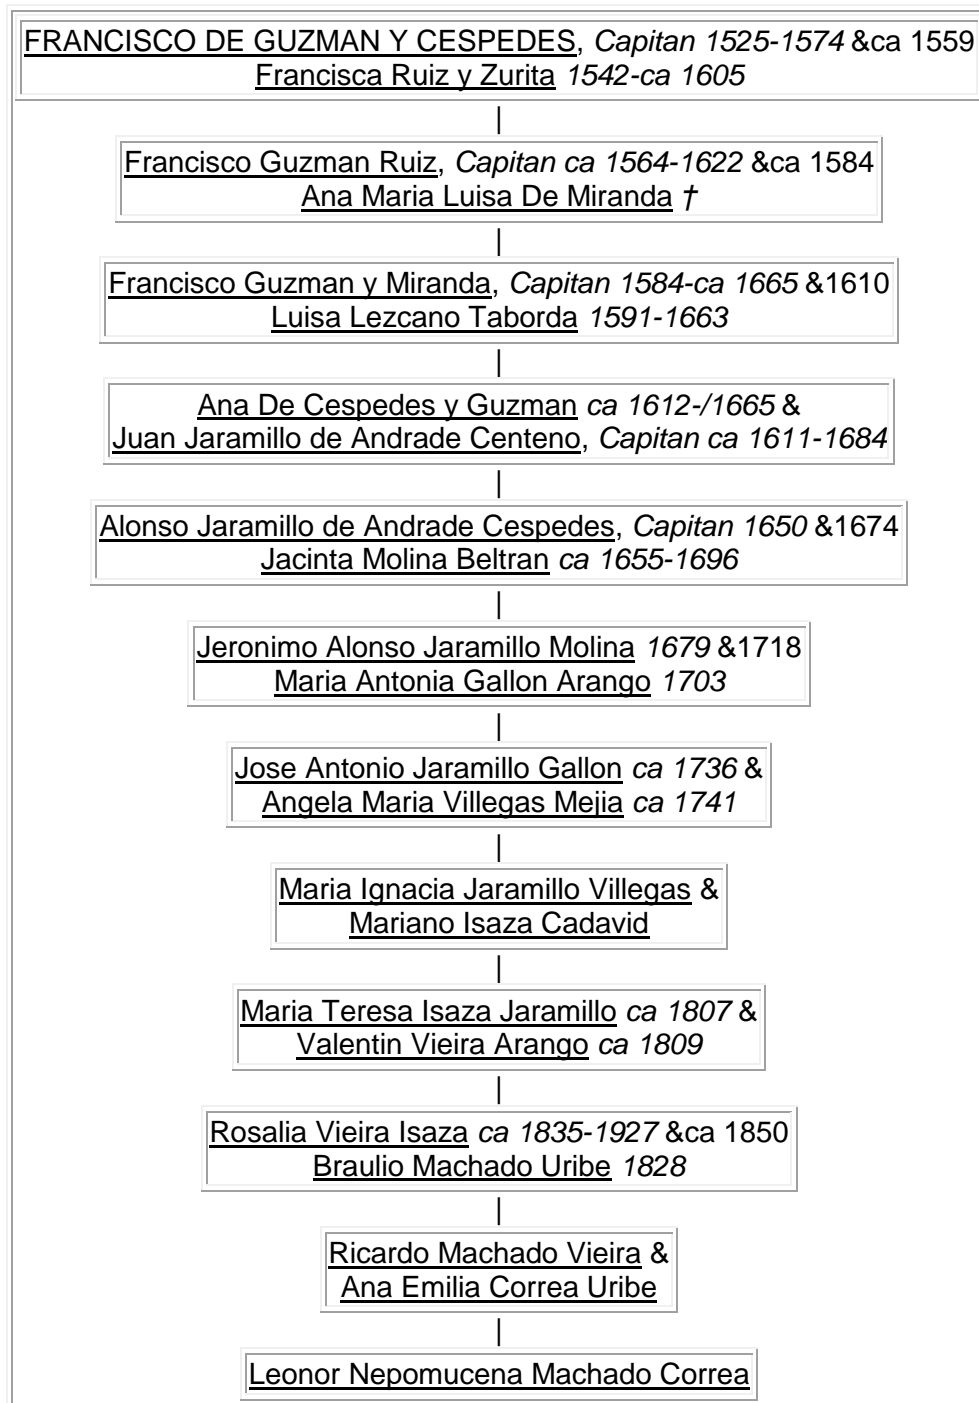 FRANCISCO DE GUZMAN Y CESPEDES, Capitan 1525-1574 &ca 1559
Francisca Ruiz y Zurita 1542-ca 1605
|
Francisco Guzman Ruiz, Capitan ca 1564-1622 &ca 1584
Ana Maria Luisa De Miranda †
|
Francisco Guzman y Miranda, Capitan 1584-ca 1665 &1610
Luisa Lezcano Taborda 1591-1663
|
Ana De Cespedes y Guzman ca 1612-/1665 &
Juan Jaramillo de Andrade Centeno, Capitan ca 1611-1684
|
Alonso Jaramillo de Andrade Cespedes, Capitan 1650 &1674
Jacinta Molina Beltran ca 1655-1696
|
Jeronimo Alonso Jaramillo Molina 1679 &1718
Maria Antonia Gallon Arango 1703
|
Jose Antonio Jaramillo Gallon ca 1736 &
Angela Maria Villegas Mejia ca 1741
|
Maria Ignacia Jaramillo Villegas &
Mariano Isaza Cadavid
|
Maria Teresa Isaza Jaramillo ca 1807 &
Valentin Vieira Arango ca 1809
|
Rosalia Vieira Isaza ca 1835-1927 &ca 1850
Braulio Machado Uribe 1828
|
Ricardo Machado Vieira &
Ana Emilia Correa Uribe
|
Leonor Nepomucena Machado Correa